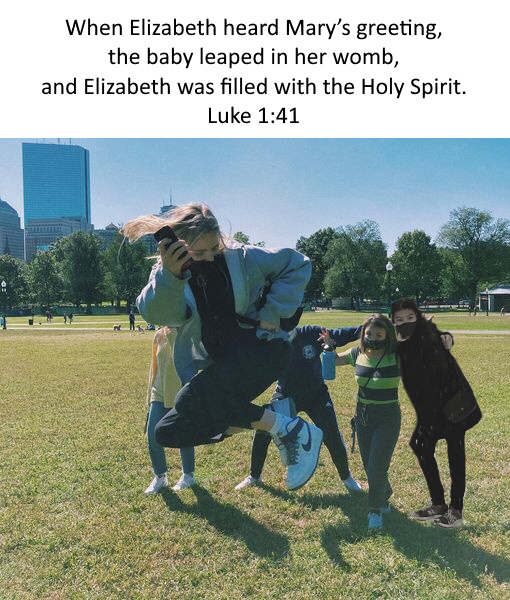 When Elizabeth heard Mary’s greeting,
the baby leaped in her womb,
and Elizabeth was filled with the Holy Spirit.
Luke 1:41